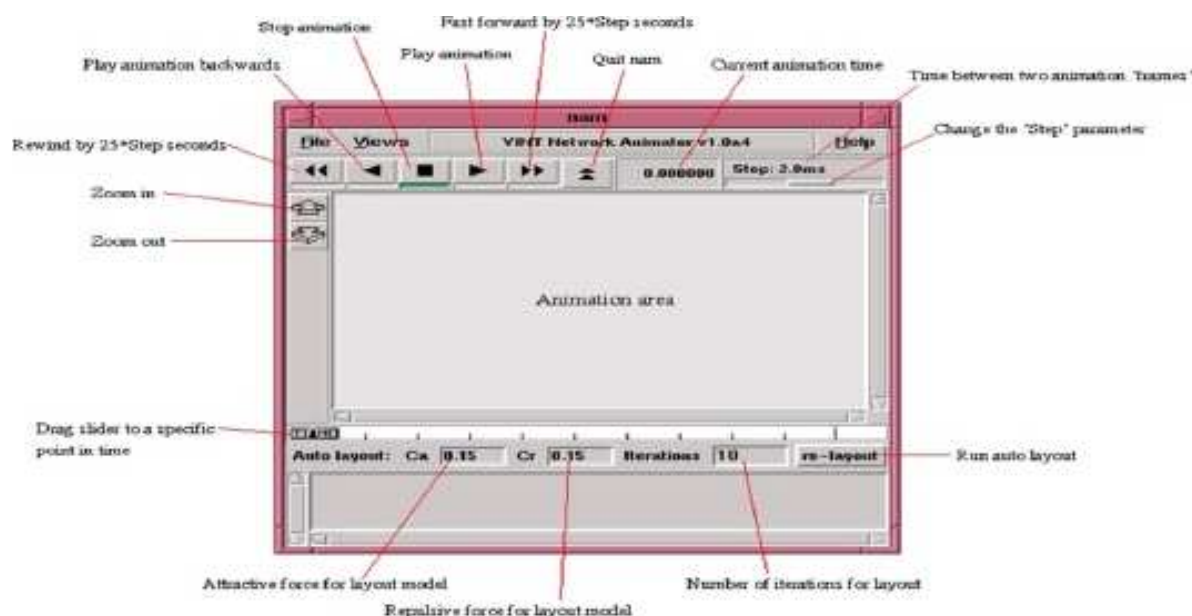 Fast forward by 25*Step seconds
Stop animation
Play animation
Quit nam
Play animation backwards
Current animation time
Time between two animation "frames"
Change the "Step" parameter
nam
File Views VINT Network Animator v1.0a4 Help
Rewind by 25*Step seconds
0.000000 Step: 2.0ms
Zoom in
Zoom out
Animation area
Drag slider to a specific
point in time
TIME
Auto layout: Ca 0.15 Cr 0.15 Iterations 10 re-layout
Run auto layout
Attractive force for layout model
Number of iterations for layout
Repulsive force for layout model